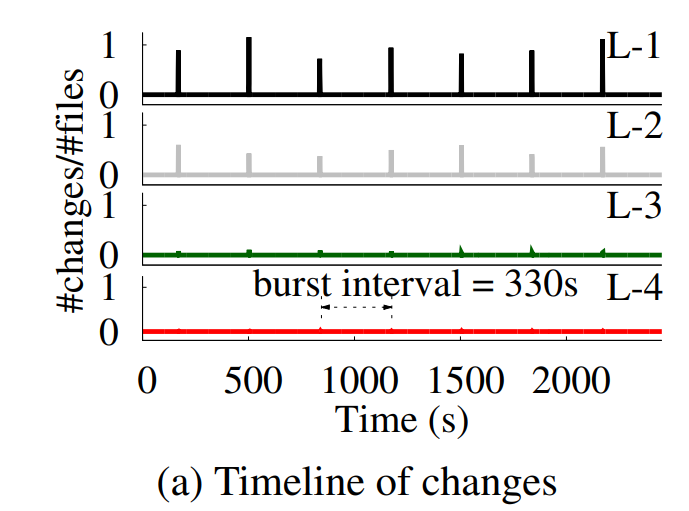 #changes/#files
1
0
L-1
1
0
L-2
1
0
L-3
1
0
burst interval = 330s
L-4
0 500 1000 1500 2000
Time (s)
(a) Timeline of changes